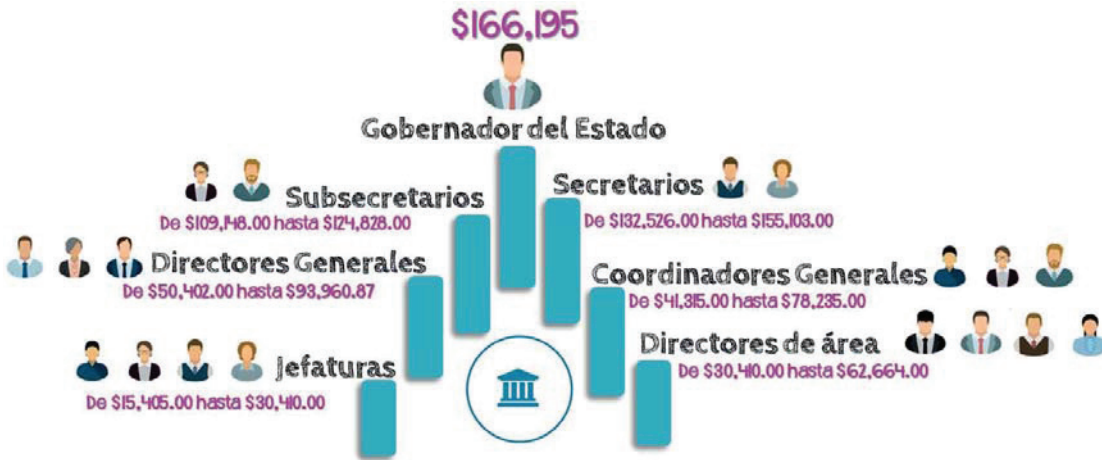 $166,195
Gobernador del Estado
Subsecretarios
De $109,148.00 hasta $124,828.00
Secretarios
De $132,526.00 hasta $155,103.00
Directores Generales
De $50,402.00 hasta $93,960.87
Coordinadores Generales
De $41,315.00 hasta $78,235.00
Jefaturas
De $15,405.00 hasta $30,410.00
Directores de área
De $30,410.00 hasta $62,664.00